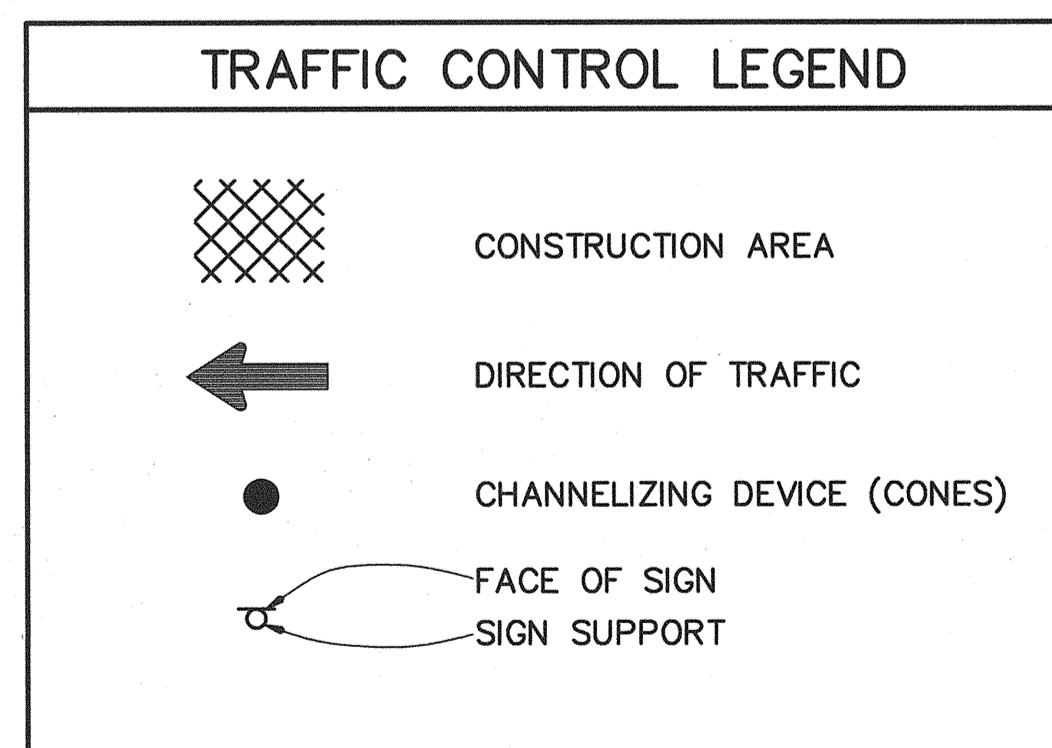 TRAFFIC CONTROL LEGEND
CONSTRUCTION AREA
DIRECTION OF TRAFFIC
CHANNELIZING DEVICE (CONES)
FACE OF SIGN
SIGN SUPPORT